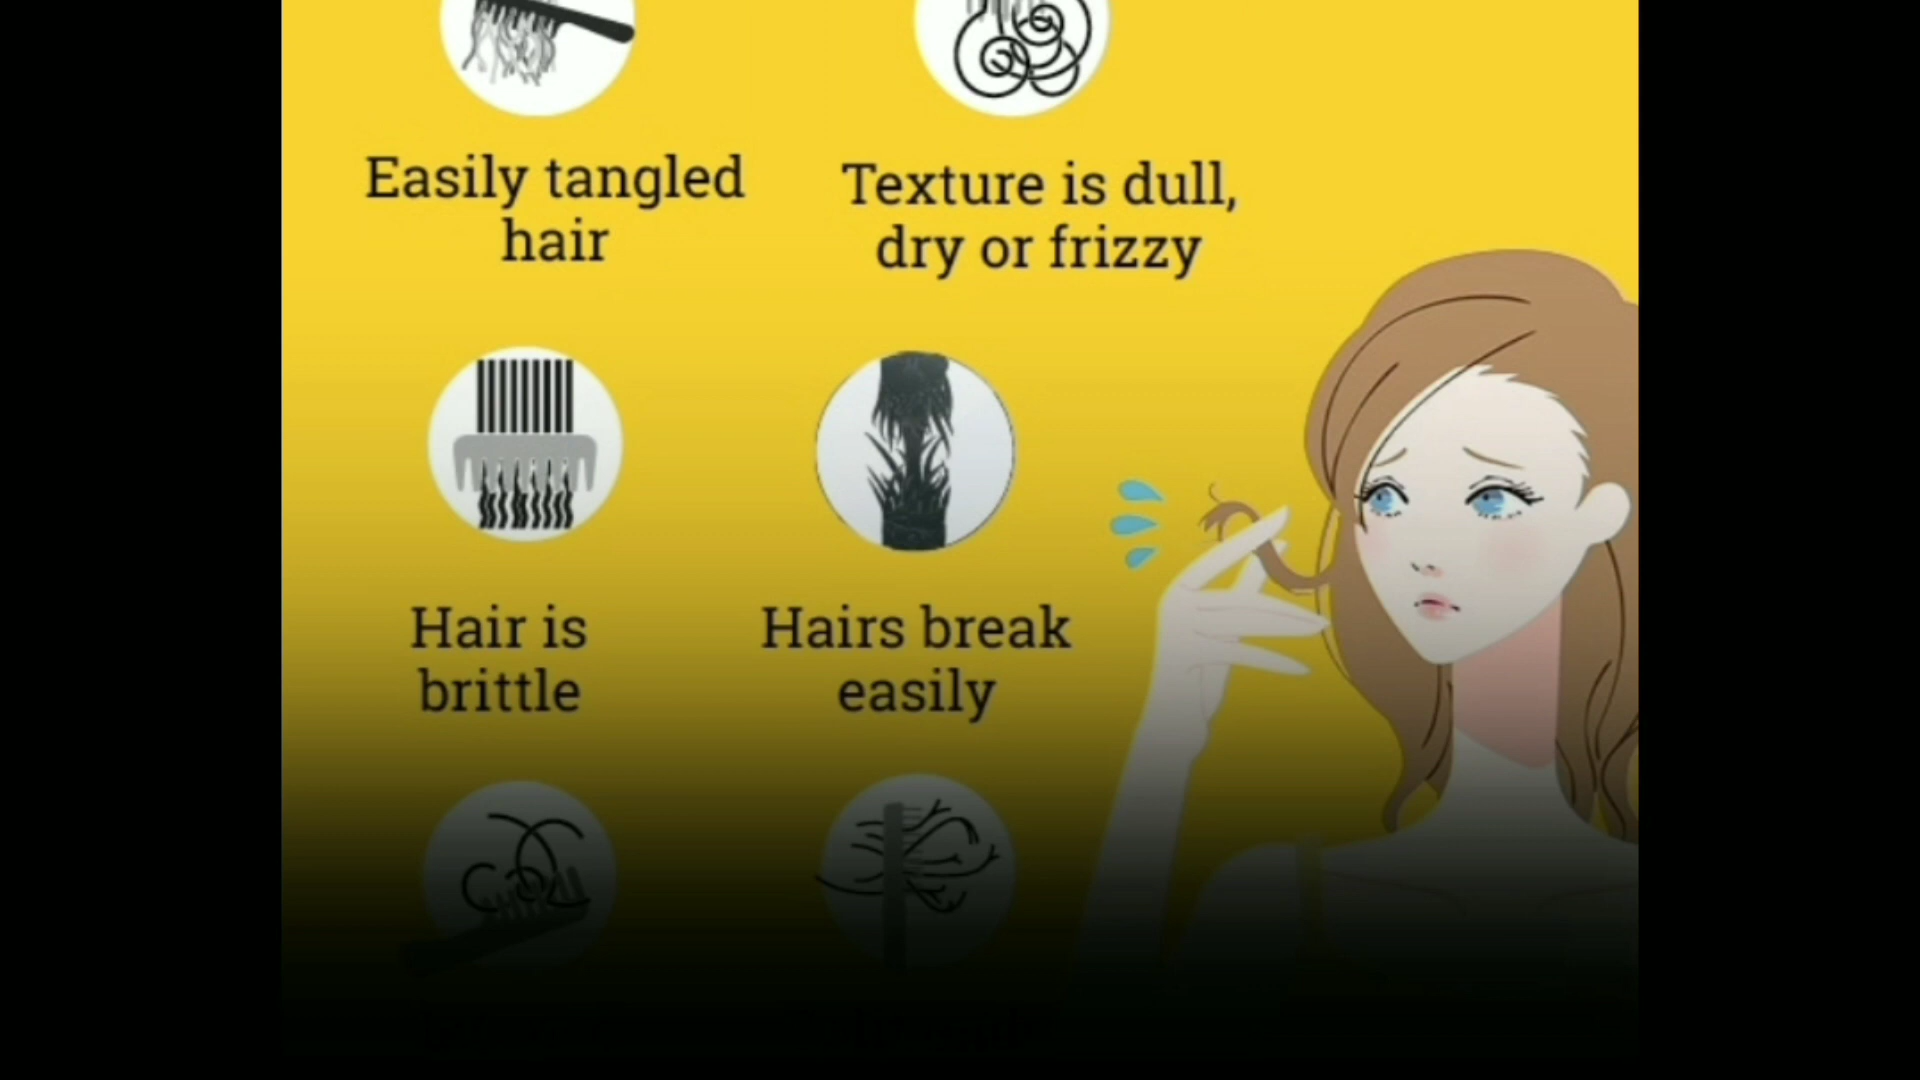 Easily tangled
hair
Texture is dull,
dry or frizzy
Hair is
brittle
Hairs break
easily